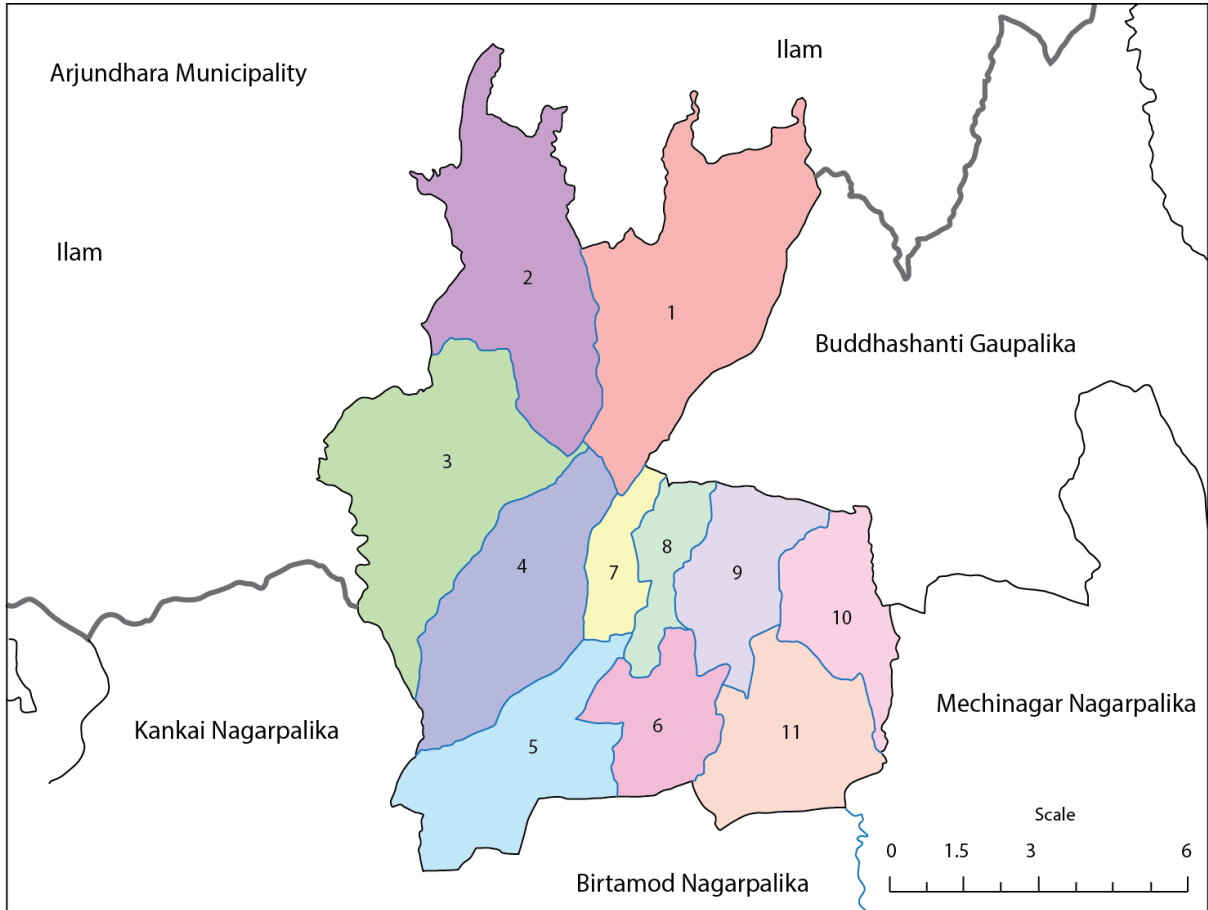 Arjundhara Municipality
Ilam
Ilam
2
1
Buddhashanti Gaupalika
3
8
4
7
9
10
Mechinagar Nagarpalika
Kankai Nagarpalika
6
11
5
Scale
0 1.5 3 6
Birtamod Nagarpalika